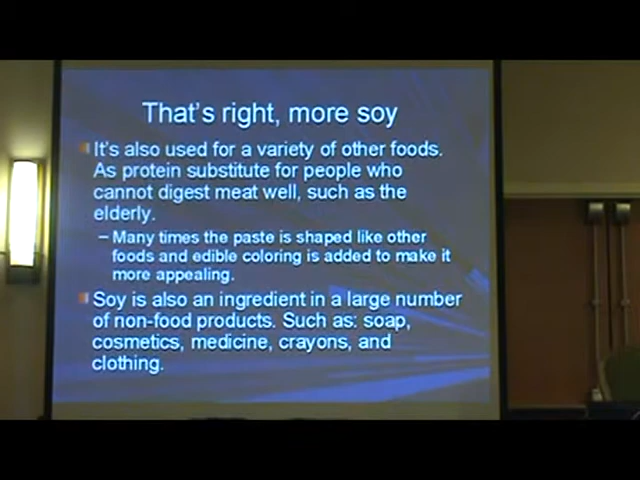 That's right, more soy
It's also used for a variety of other foods.
As protein substitute for people who
cannot digest meat well, such as the
elderly.
– Many times the paste is shaped like other
foods and edible coloring is added to make it
more appealing.
Soy is also an ingredient in a large number
of non-food products. Such as: soap,
cosmetics, medicine, crayons, and
clothing.